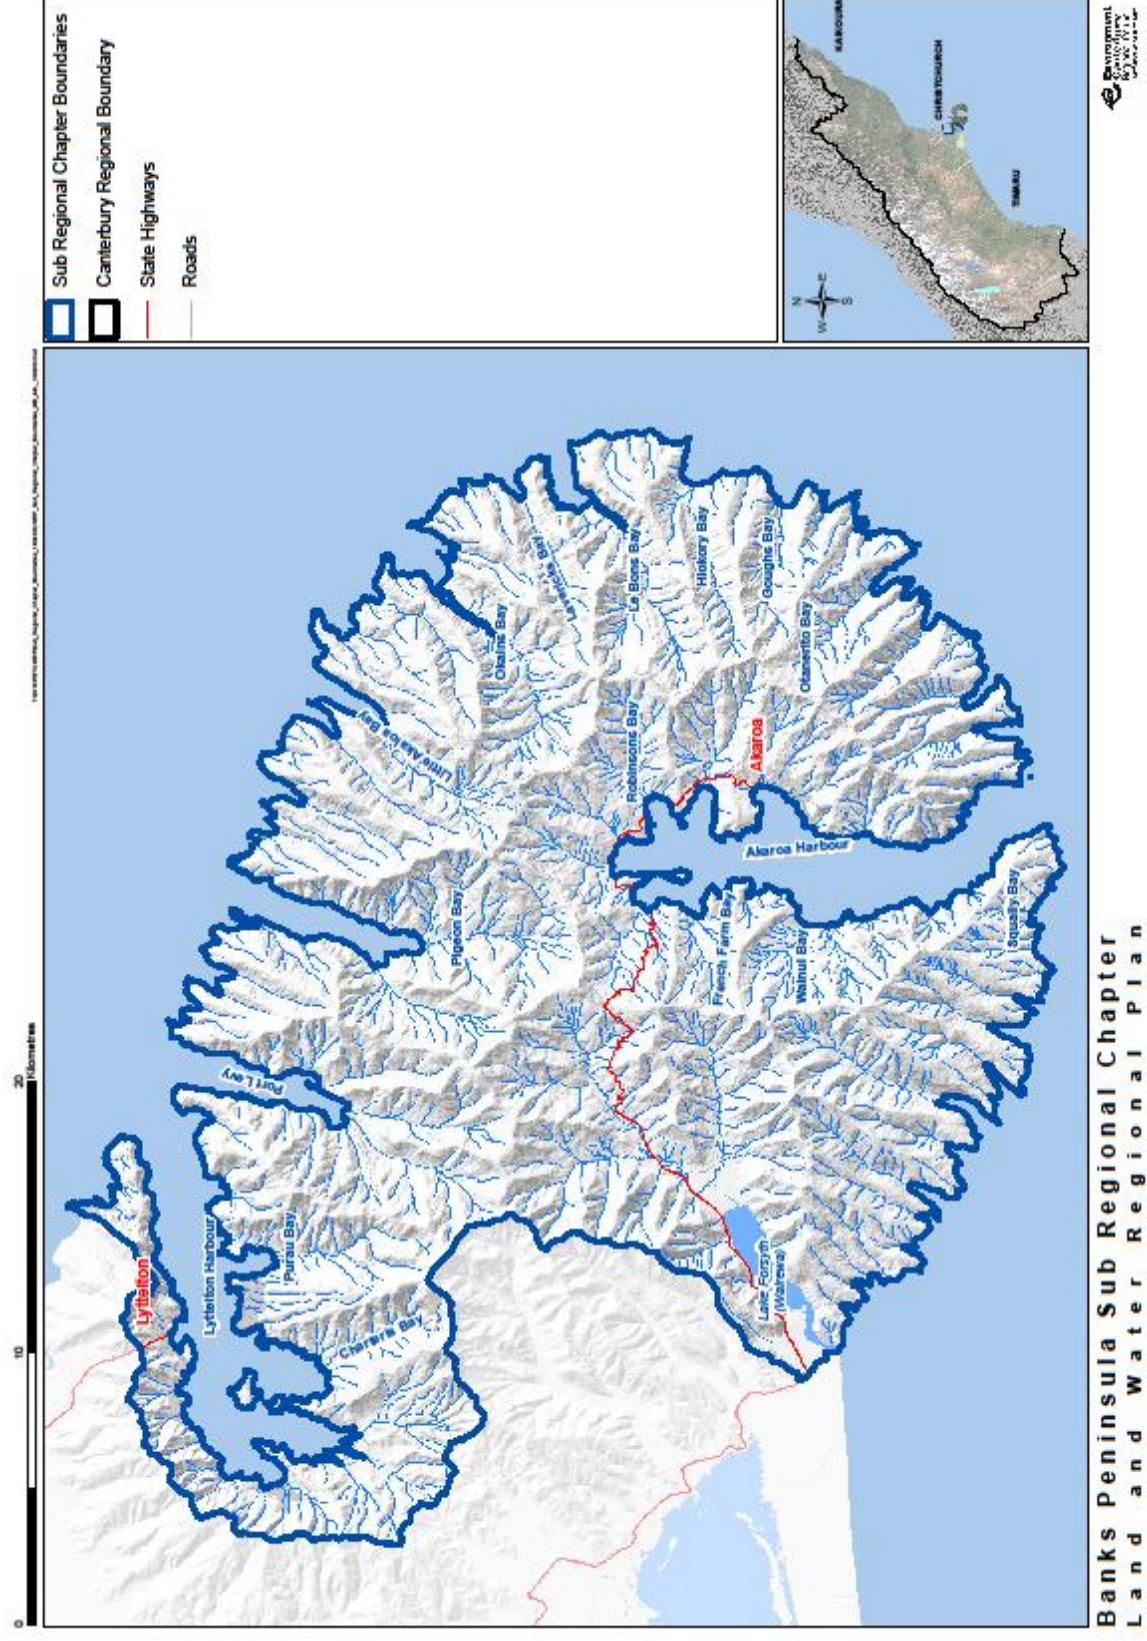 0
10
20
Kilometres
Sub Regional Chapter Boundaries
Canterbury Regional Boundary
State Highways
Roads
Lyttelton
Lyttelton Harbour
Port Levy
Purau Bay
Charteris Bay
Pigeon Bay
Little Akaloa Bay
Okains Bay
Le Bons Bay
Hickory Bay
Goughs Bay
Otanerito Bay
Robinsons Bay
Akaroa
Akaroa Harbour
French Farm Bay
Walnut Bay
Squally Bay
Lake Forsyth
(Wairewa)
KAIKOURA
CHRISTCHURCH
TIMARU
N
W
E
S
Environment
Canterbury
Banks Peninsula Sub Regional Chapter
Land and Water Regional Plan